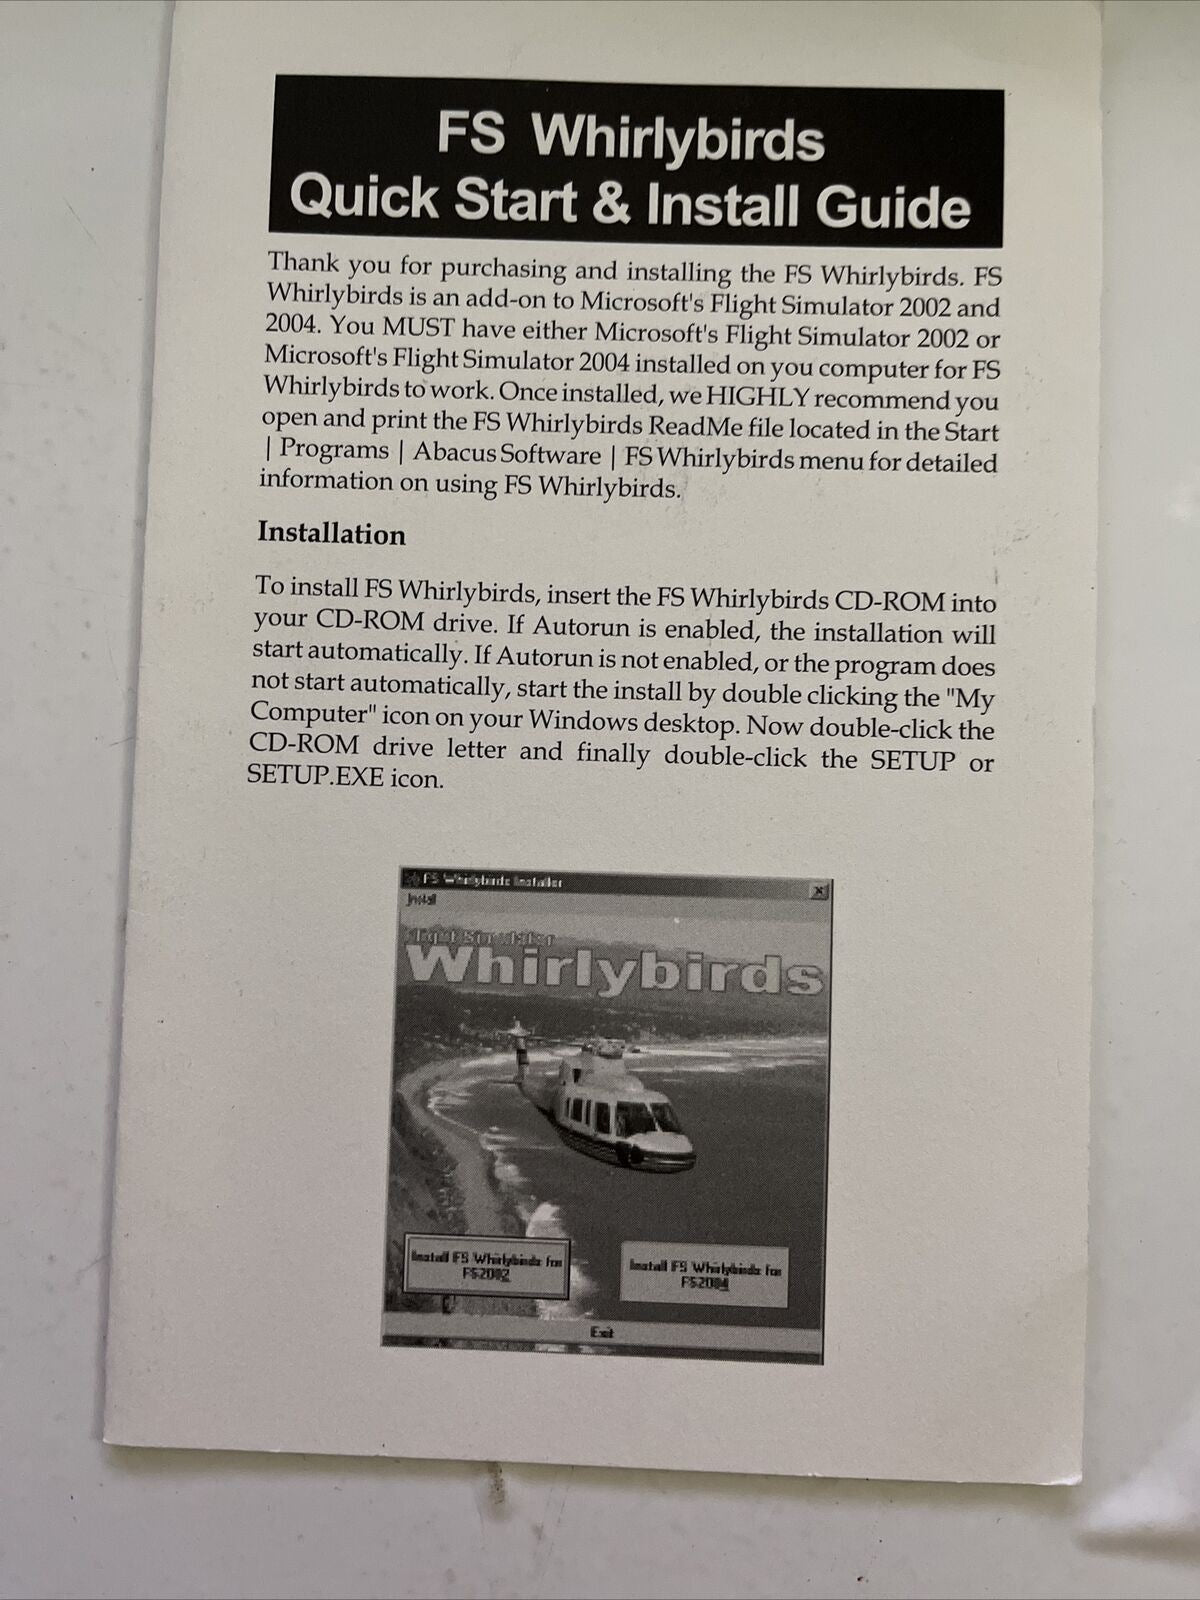 FS Whirlybirds
Quick Start & Install Guide
Thank you for purchasing and installing the FS Whirlybirds. FS
Whirlybirds is an add-on to Microsoft's Flight Simulator 2002 and
2004. You MUST have either Microsoft's Flight Simulator 2002 or
Microsoft's Flight Simulator 2004 installed on you computer for FS
Whirlybirds to work. Once installed, we HIGHLY recommend you
open and print the FS Whirlybirds ReadMe file located in the Start
| Programs | Abacus Software | FS Whirlybirds menu for detailed
information on using FS Whirlybirds.
Installation
To install FS Whirlybirds, insert the FS Whirlybirds CD-ROM into
your CD-ROM drive. If Autorun is enabled, the installation will
start automatically. If Autorun is not enabled, or the program does
not start automatically, start the install by double clicking the "My
Computer" icon on your Windows desktop. Now double-click the
CD-ROM drive letter and finally double-click the SETUP or
SETUP.EXE icon.
FS Whirlybirds Installer
Install
Flight Simulator
Whirlybirds
Install FS Whirlybirds for
FS2002
Install FS Whirlybirds for
FS2004
Exit